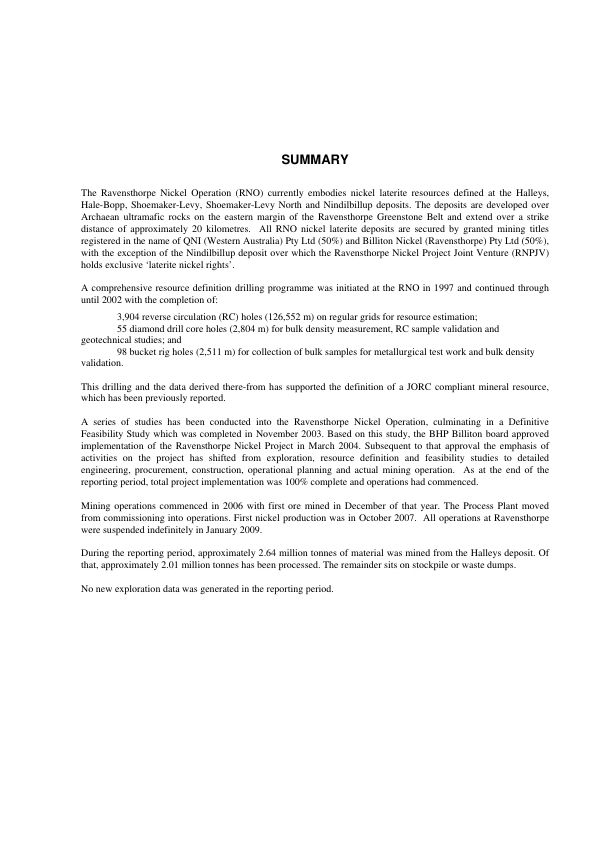 SUMMARY
The Ravensthorpe Nickel Operation (RNO) currently embodies nickel laterite resources defined at the Halleys,
Hale-Bopp, Shoemaker-Levy, Shoemaker-Levy North and Nindilbillup deposits. The deposits are developed over
Archaean ultramafic rocks on the eastern margin of the Ravensthorpe Greenstone Belt and extend over a strike
distance of approximately 20 kilometres.  All RNO nickel laterite deposits are secured by granted mining titles
registered in the name of QNI (Western Australia) Pty Ltd (50%) and Billiton Nickel (Ravensthorpe) Pty Ltd (50%),
with the exception of the Nindilbillup deposit over which the Ravensthorpe Nickel Project Joint Venture (RNPJV)
holds exclusive ‘laterite nickel rights’.
A comprehensive resource definition drilling programme was initiated at the RNO in 1997 and continued through
until 2002 with the completion of:
3,904 reverse circulation (RC) holes (126,552 m) on regular grids for resource estimation;
55 diamond drill core holes (2,804 m) for bulk density measurement, RC sample validation and
geotechnical studies; and
98 bucket rig holes (2,511 m) for collection of bulk samples for metallurgical test work and bulk density
validation.
This drilling and the data derived there-from has supported the definition of a JORC compliant mineral resource,
which has been previously reported.
A series of studies has been conducted into the Ravensthorpe Nickel Operation, culminating in a Definitive
Feasibility Study which was completed in November 2003. Based on this study, the BHP Billiton board approved
implementation of the Ravensthorpe Nickel Project in March 2004. Subsequent to that approval the emphasis of
activities on the project has shifted from exploration, resource definition and feasibility studies to detailed
engineering, procurement, construction, operational planning and actual mining operation.  As at the end of the
reporting period, total project implementation was 100% complete and operations had commenced.
Mining operations commenced in 2006 with first ore mined in December of that year. The Process Plant moved
from commissioning into operations. First nickel production was in October 2007.  All operations at Ravensthorpe
were suspended indefinitely in January 2009.
During the reporting period, approximately 2.64 million tonnes of material was mined from the Halleys deposit. Of
that, approximately 2.01 million tonnes has been processed. The remainder sits on stockpile or waste dumps.
No new exploration data was generated in the reporting period.